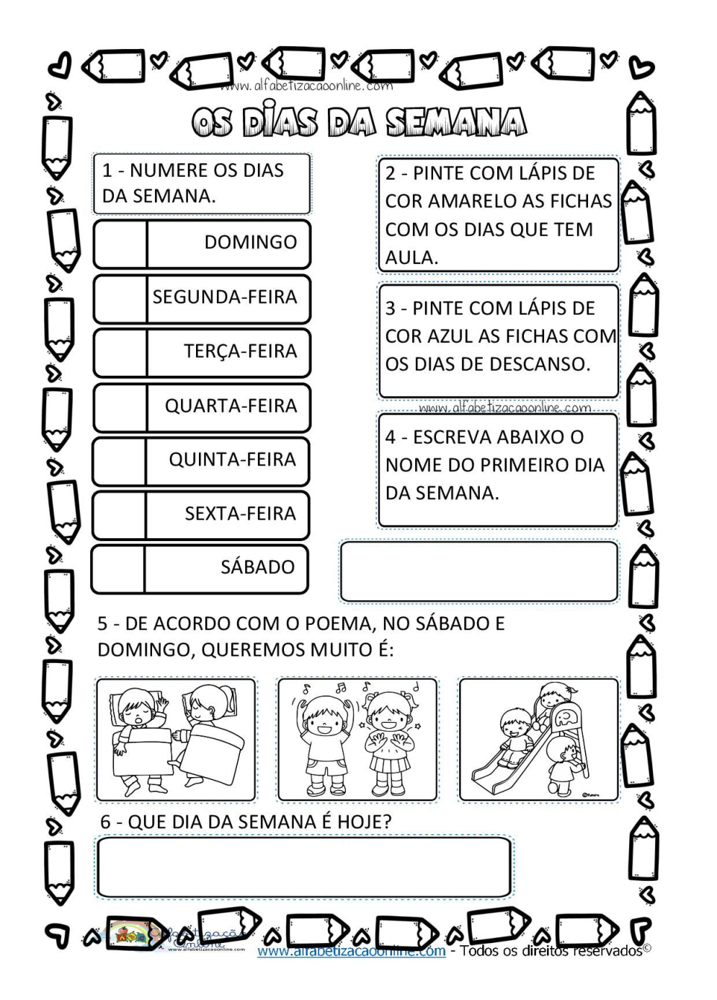 www.alfabetizacaoonline.com
OS DIAS DA SEMANA
1 - NUMERE OS DIAS
DA SEMANA.
DOMINGO
SEGUNDA-FEIRA
TERÇA-FEIRA
QUARTA-FEIRA
QUINTA-FEIRA
SEXTA-FEIRA
SÁBADO
2 - PINTE COM LÁPIS DE
COR AMARELO AS FICHAS
COM OS DIAS QUE TEM
AULA.
3 - PINTE COM LÁPIS DE
COR AZUL AS FICHAS COM
OS DIAS DE DESCANSO.
www.alfabetizacaoonline.com
4 - ESCREVA ABAIXO O
NOME DO PRIMEIRO DIA
DA SEMANA.
5 - DE ACORDO COM O POEMA, NO SÁBADO E
DOMINGO, QUEREMOS MUITO É:
©fumira
6 - QUE DIA DA SEMANA É HOJE?
Alfabetização
Online
www.alfabetizacaoonline.com
www.alfabetizacaoonline.com - Todos os direitos reservados©